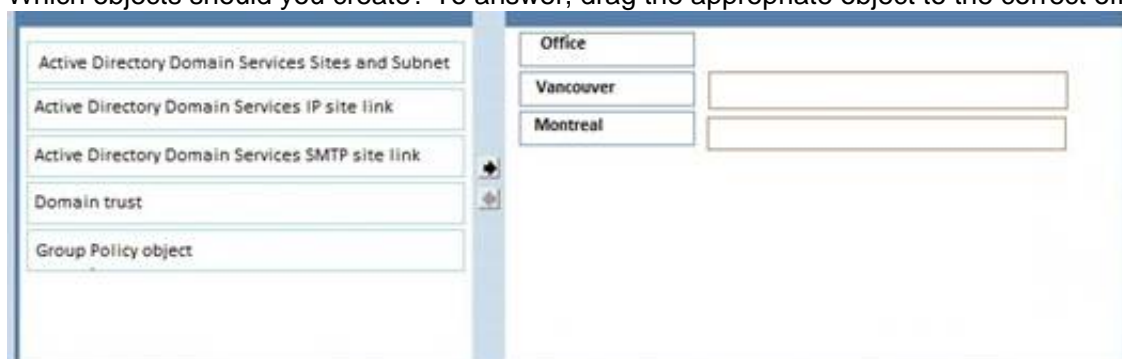 Which objects should you create? To answer, drag the appropriate object to the correct
Active Directory Domain Services Sites and Subnet
Active Directory Domain Services IP site link
Active Directory Domain Services SMTP site link
Domain trust
Group Policy object
Office
Vancouver
Montreal